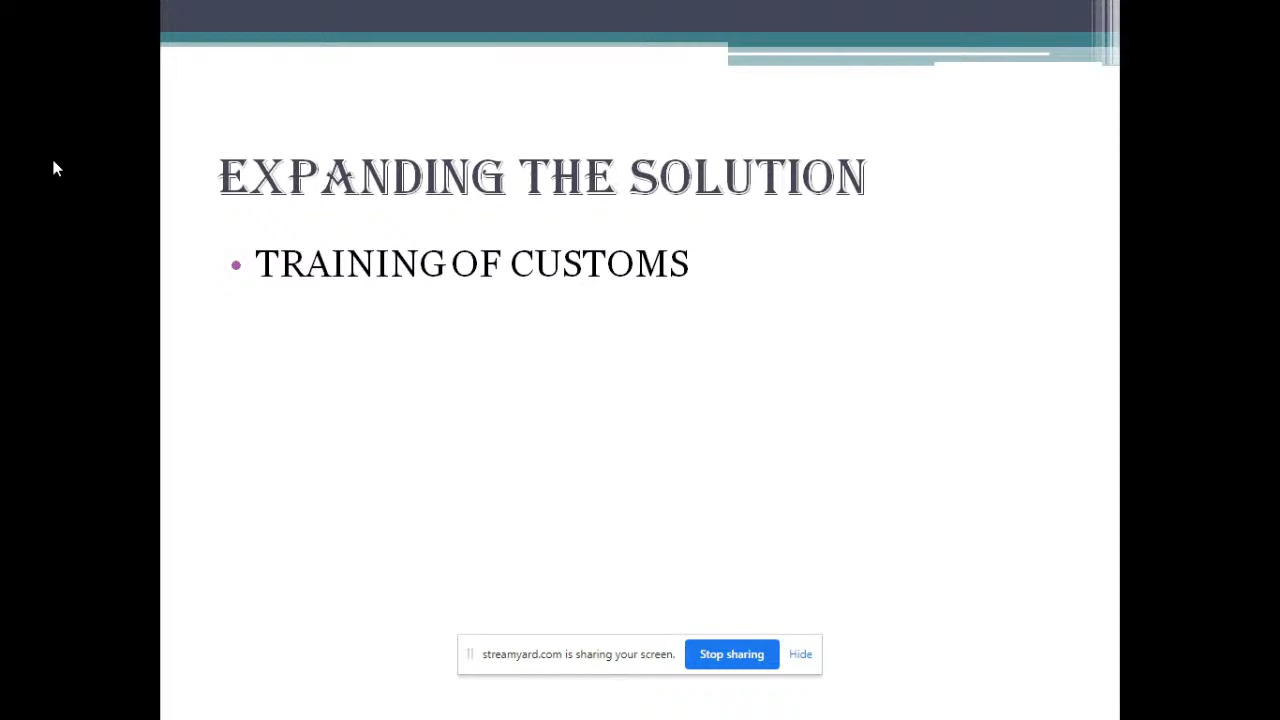 EXPANDING THE SOLUTION
• TRAINING OF CUSTOMS
streamyard.com is sharing your screen. Stop sharing Hide